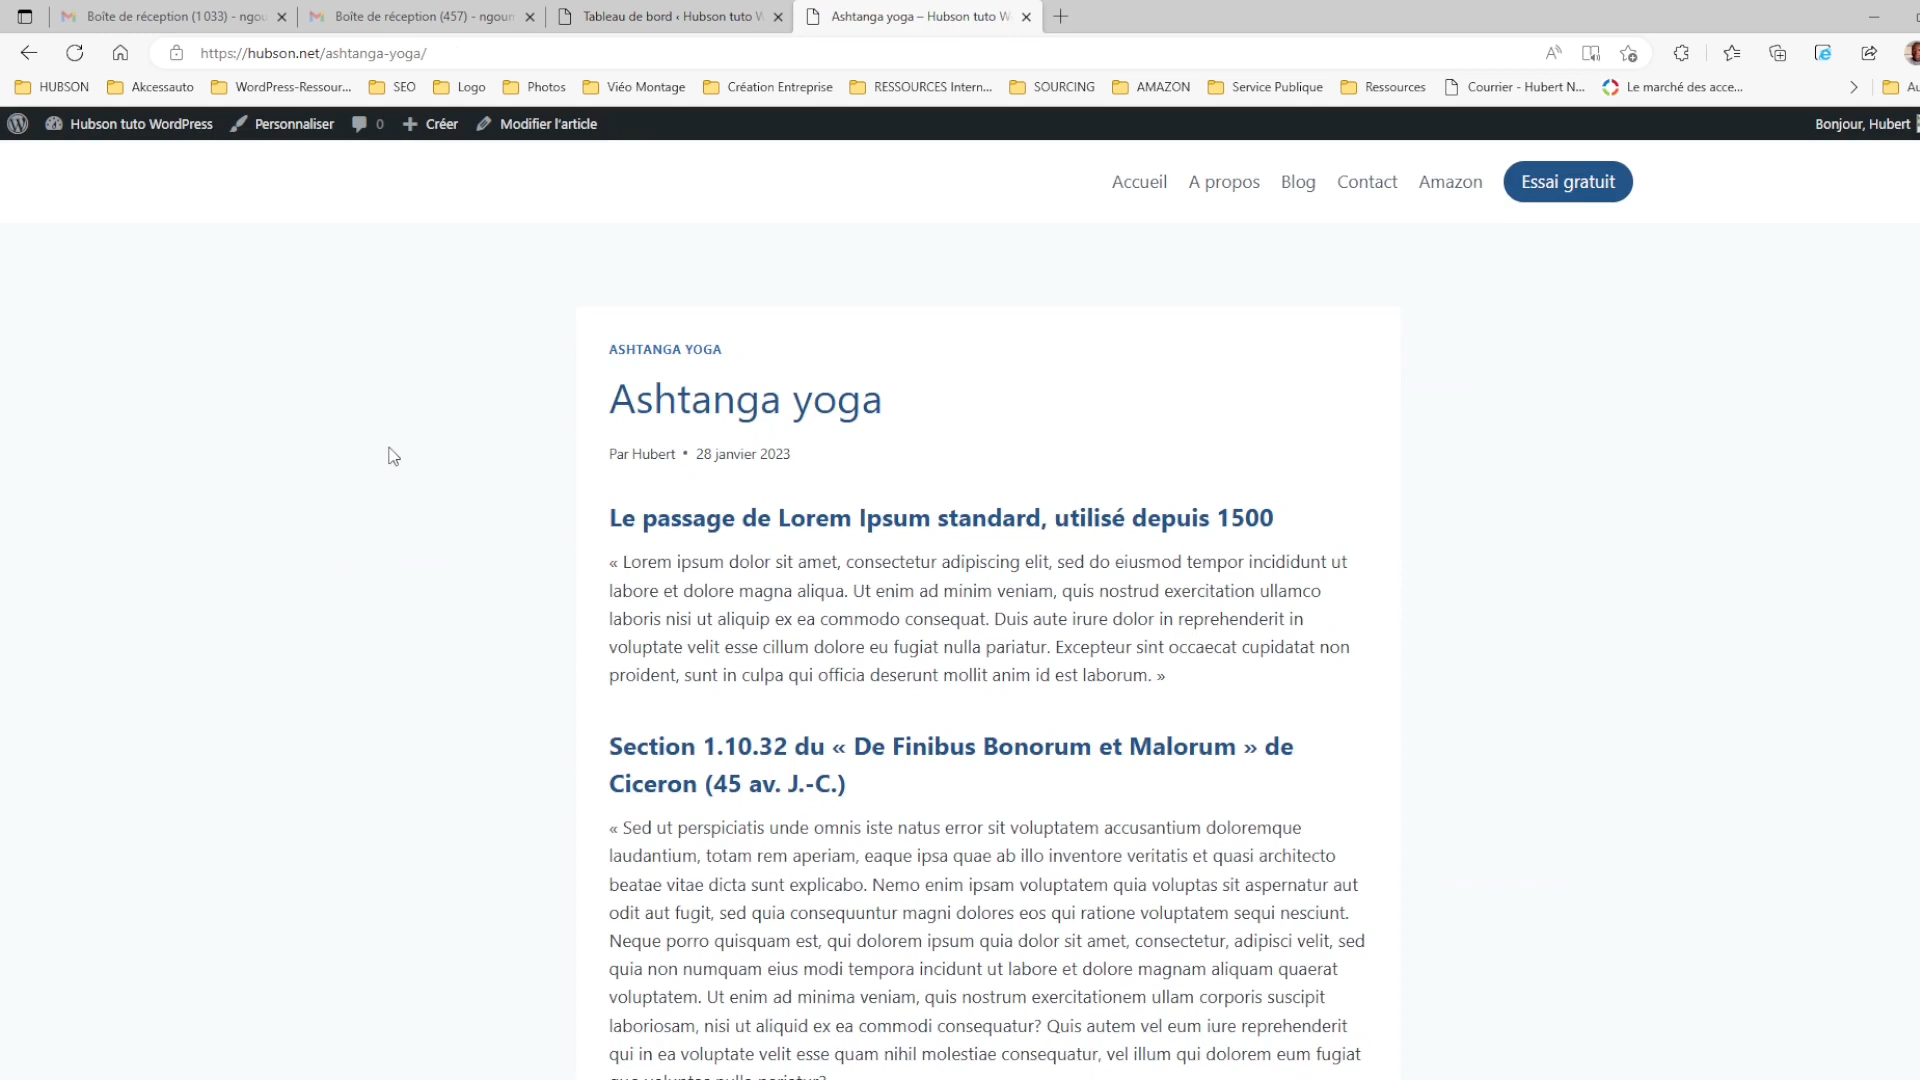 Boîte de réception (1 033) - ngou
Boîte de réception (457) - ngoun
Tableau de bord ‹ Hubson tuto W
Ashtanga yoga – Hubson tuto W
https://hubson.net/ashtanga-yoga/
HUBSON
Akcessauto
WordPress-Ressour...
SEO
Logo
Photos
Viéo Montage
Création Entreprise
RESSOURCES Intern...
SOURCING
AMAZON
Service Publique
Ressources
Courrier - Hubert N...
Le marché des acce...
Hubson tuto WordPress
Personnaliser
0
Créer
Modifier l'article
Bonjour, Hubert
Accueil
A propos
Blog
Contact
Amazon
Essai gratuit
ASHTANGA YOGA
Ashtanga yoga
Par Hubert • 28 janvier 2023
Le passage de Lorem Ipsum standard, utilisé depuis 1500
« Lorem ipsum dolor sit amet, consectetur adipiscing elit, sed do eiusmod tempor incididunt ut
labore et dolore magna aliqua. Ut enim ad minim veniam, quis nostrud exercitation ullamco
laboris nisi ut aliquip ex ea commodo consequat. Duis aute irure dolor in reprehenderit in
voluptate velit esse cillum dolore eu fugiat nulla pariatur. Excepteur sint occaecat cupidatat non
proident, sunt in culpa qui officia deserunt mollit anim id est laborum. »
Section 1.10.32 du « De Finibus Bonorum et Malorum » de
Ciceron (45 av. J.-C.)
« Sed ut perspiciatis unde omnis iste natus error sit voluptatem accusantium doloremque
laudantium, totam rem aperiam, eaque ipsa quae ab illo inventore veritatis et quasi architecto
beatae vitae dicta sunt explicabo. Nemo enim ipsam voluptatem quia voluptas sit aspernatur aut
odit aut fugit, sed quia consequuntur magni dolores eos qui ratione voluptatem sequi nesciunt.
Neque porro quisquam est, qui dolorem ipsum quia dolor sit amet, consectetur, adipisci velit, sed
quia non numquam eius modi tempora incidunt ut labore et dolore magnam aliquam quaerat
voluptatem. Ut enim ad minima veniam, quis nostrum exercitationem ullam corporis suscipit
laboriosam, nisi ut aliquid ex ea commodi consequatur? Quis autem vel eum iure reprehenderit
qui in ea voluptate velit esse quam nihil molestiae consequatur, vel illum qui dolorem eum fugiat